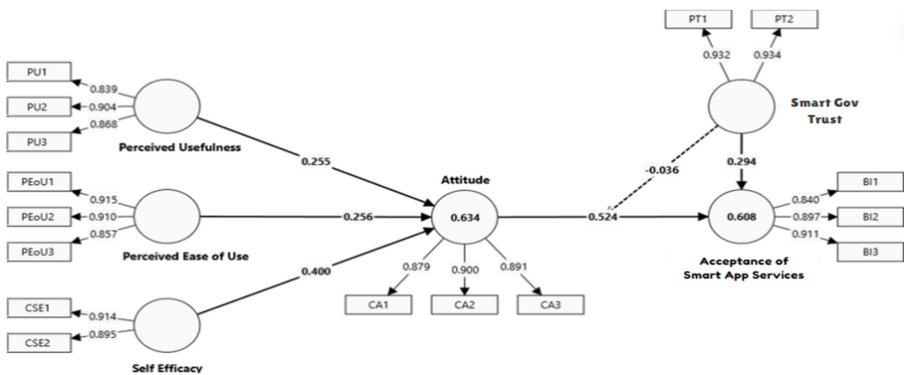 PT1
PT2
0.932
0.934
PU1
0.839
PU2
0.904
PU3
0.868
Perceived Usefulness
Smart Gov
Trust
0.255
-0.036
0.294
PEoU1
0.915
PEoU2
0.910
PEoU3
0.857
Perceived Ease of Use
0.256
Attitude
0.634
0.524
0.608
BI1
0.840
BI2
0.897
BI3
0.911
Acceptance of
Smart App Services
0.400
0.879
0.900
0.891
CA1
CA2
CA3
CSE1
0.914
CSE2
0.895
Self Efficacy